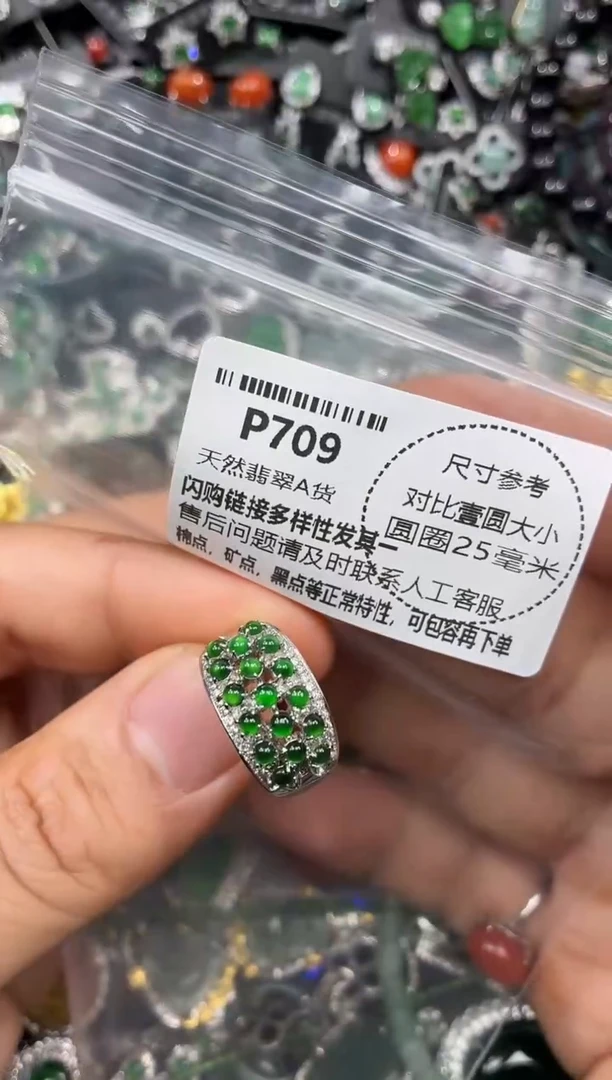 P709
天然翡翠A货
闪购链接多样性发其一
售后问题请及时联系人工客服
棉点，矿点，黑点等正常特性，可包容再下单
尺寸参考
对比壹圆大小
圆圈25毫米